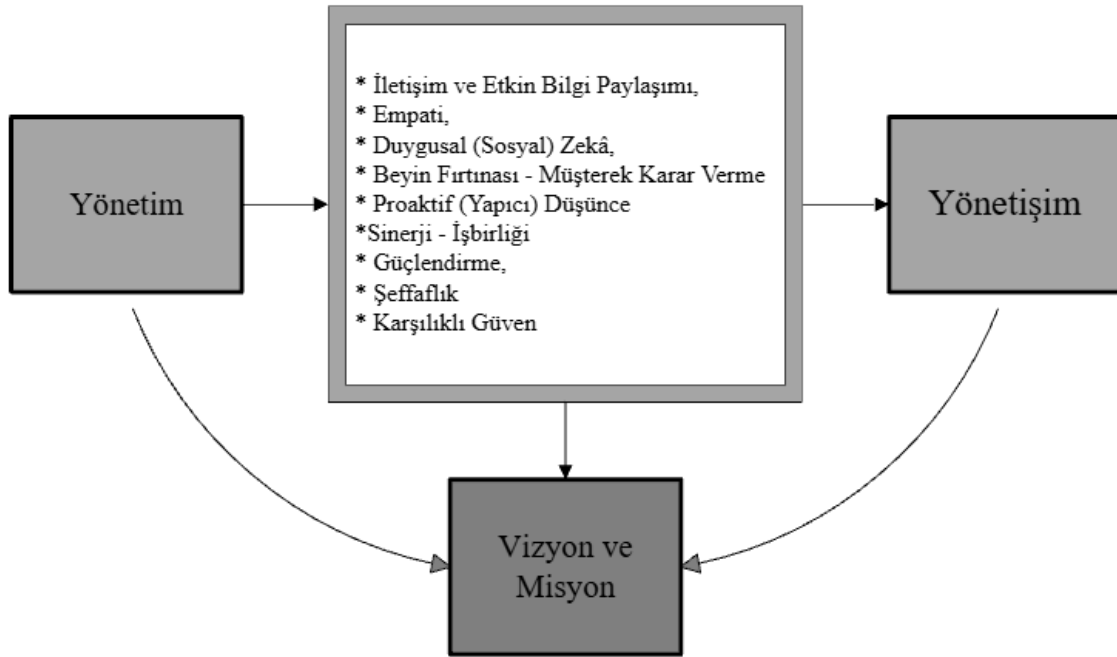 Yönetim
* İletişim ve Etkin Bilgi Paylaşımı,
* Empati,
* Duygusal (Sosyal) Zekâ,
* Beyin Fırtınası - Müşterek Karar Verme
* Proaktif (Yapıcı) Düşünce
*Sinerji - İşbirliği
* Güçlendirme,
* Şeffaflık
* Karşılıklı Güven
Yönetişim
Vizyon ve
Misyon